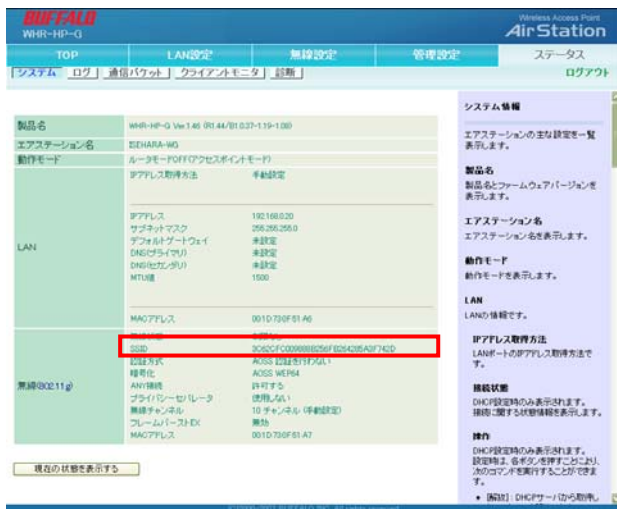 BUFFALO
WHR-HP-G
Wireless Access Point
AirStation
TOP LAN設定 無線設定 管理設定 ステータス
システム ログ 通信パケット クライアントモニタ 診断 ログアウト
製品名 WHR-HP-G Ver.1.46 (R1.44/B1.0.37-1.19-1.08)
エアステーション名 ISEHARA-WG
動作モード ルータモードOFF(アクセスポイントモード)
LAN
IPアドレス取得方法 手動設定
IPアドレス 192.168.0.20
サブネットマスク 255.255.255.0
デフォルトゲートウェイ 未設定
DNS(プライマリ) 未設定
DNS(セカンダリ) 未設定
MTU値 1500
MACアドレス 001D730F51A6
無線(802.11g)
無線状態
SSID
認証方式 AOSS 認証を行わない
暗号化 AOSS WEP64
ANY接続 許可する
プライバシーセパレータ 使用しない
無線チャンネル 10 チャンネル (手動設定)
フレームバーストEX 無効
MACアドレス 001D730F51A7
現在の状態を表示する
システム情報
エアステーションの主な設定を一覧
表示します。
製品名
製品名とファームウェアバージョンを
表示します。
エアステーション名
エアステーション名を表示します。
動作モード
動作モードを表示します。
LAN
LANの情報です。
IPアドレス取得方法
LANポートのIPアドレス取得方法で
す。
接続状態
DHCP設定時のみ表示されます。
接続に関する状態情報を表示します。
操作
DHCP設定時のみ表示されます。
設定時は、各ボタンを押すことにより、
次のコマンドを実行することができま
す。
• [解放]: DHCPサーバから取得し